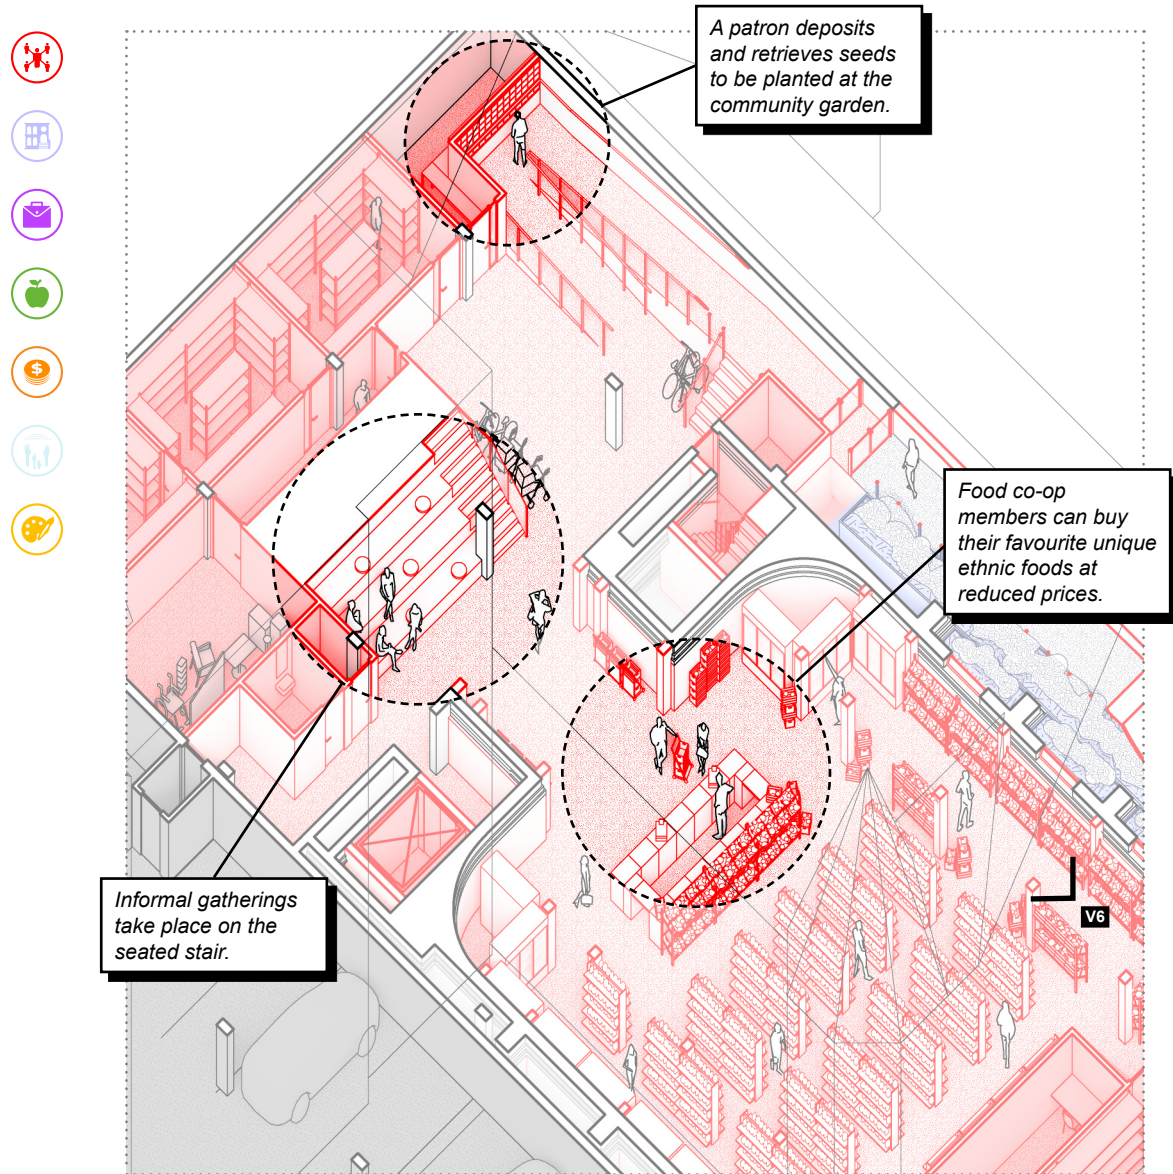 A patron deposits
and retrieves seeds
to be planted at the
community garden.
Food co-op
members can buy
their favourite unique
ethnic foods at
reduced prices.
Informal gatherings
take place on the
seated stair.
V6
$